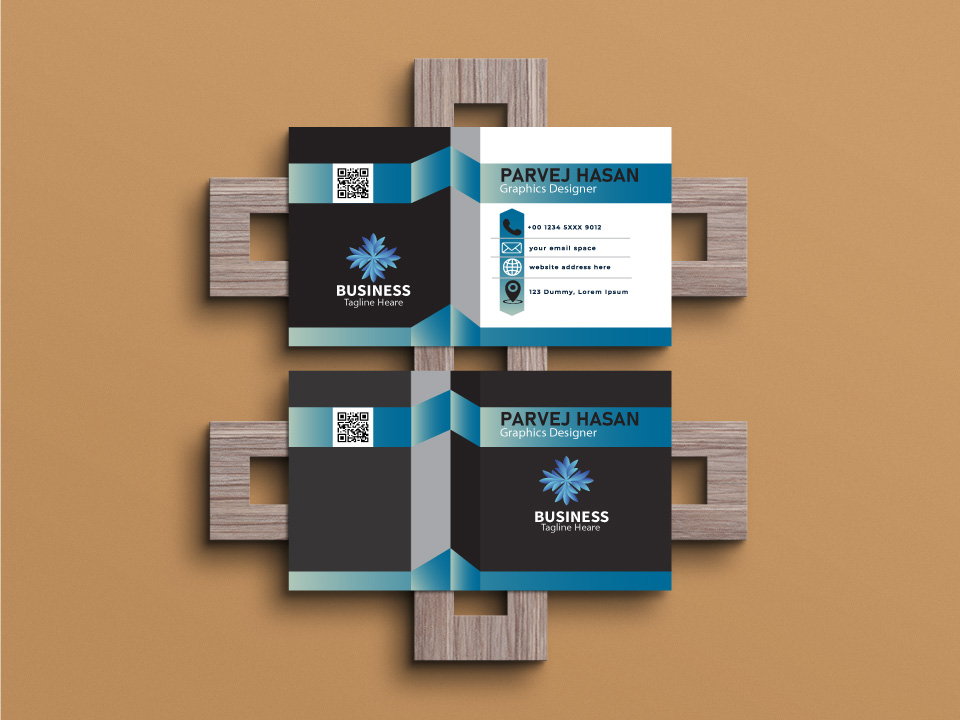 PARVEJ HASAN
Graphics Designer
+00 1234 5XXX 9012
your email space
website address here
123 Dummy, Lorem Ipsum
BUSINESS
Tagline Heare
PARVEJ HASAN
Graphics Designer
BUSINESS
Tagline Heare